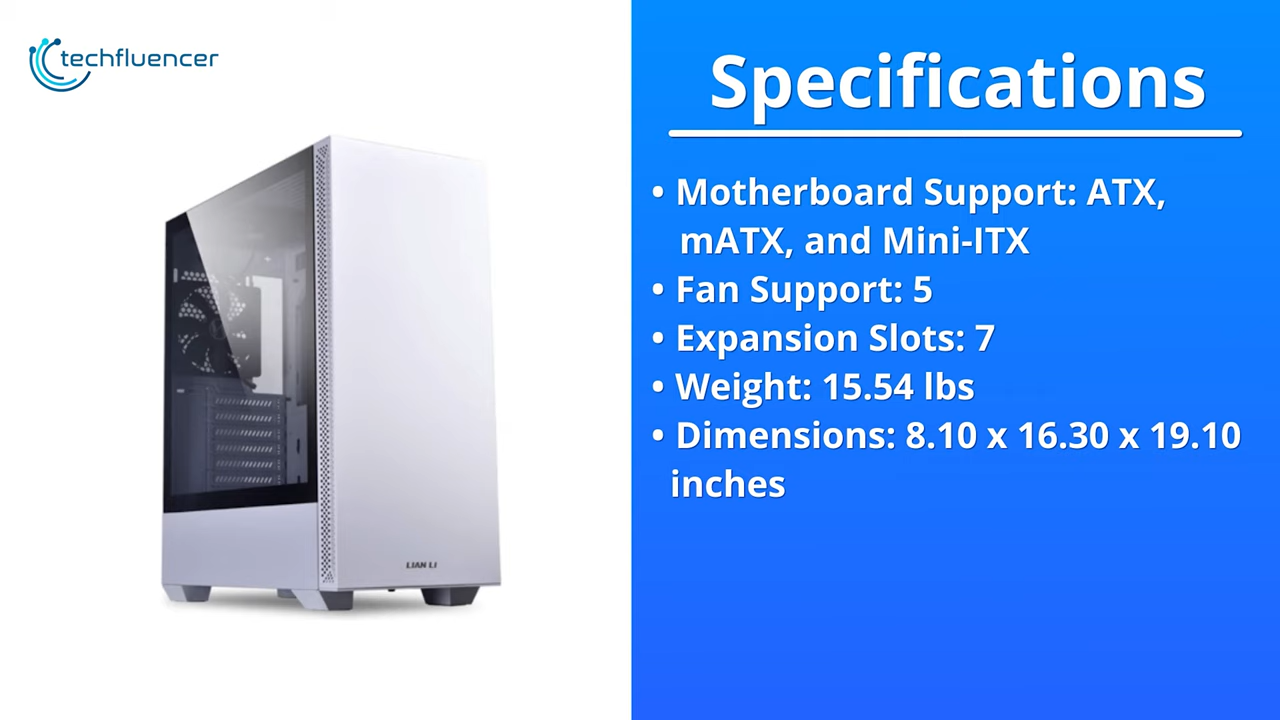 techfluencer
Specifications
• Motherboard Support: ATX,
mATX, and Mini-ITX
• Fan Support: 5
• Expansion Slots: 7
• Weight: 15.54 lbs
• Dimensions: 8.10 x 16.30 x 19.10
inches
LIAN LI